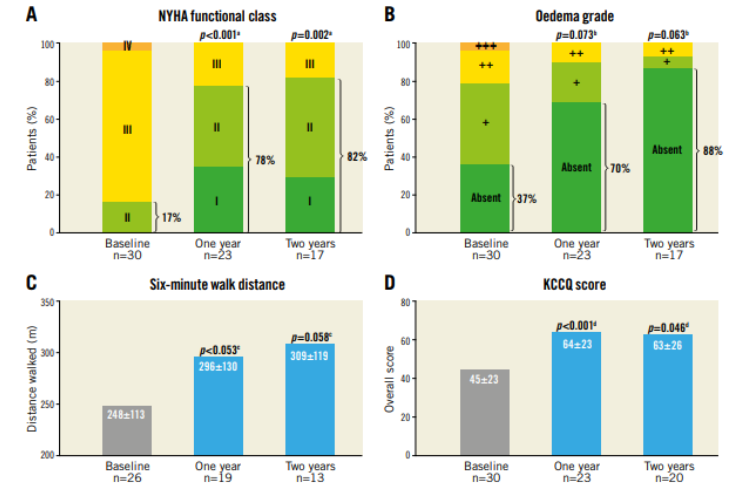 A NYHA functional class
p<0.001ᵃ p=0.002ᵃ
Patients (%)
100
80
60
40
20
0
IV
III
II
17%
III
II
I
78%
III
II
I
82%
Baseline One year Two years
n=30 n=23 n=17
B Oedema grade
p=0.073ᵇ p=0.063ᵇ
Patients (%)
100
80
60
40
20
0
+++
++
+
Absent
37%
++
+
Absent
70%
++
+
Absent
88%
Baseline One year Two years
n=30 n=23 n=17
C Six-minute walk distance
Distance walked (m)
350
300
250
200
248±113
p<0.053ᶜ
296±130
p=0.058ᶜ
309±119
Baseline One year Two years
n=26 n=19 n=13
D KCCQ score
Overall score
80
60
40
20
0
45±23
p<0.001ᵈ
64±23
p=0.046ᵈ
63±26
Baseline One year Two years
n=30 n=23 n=20